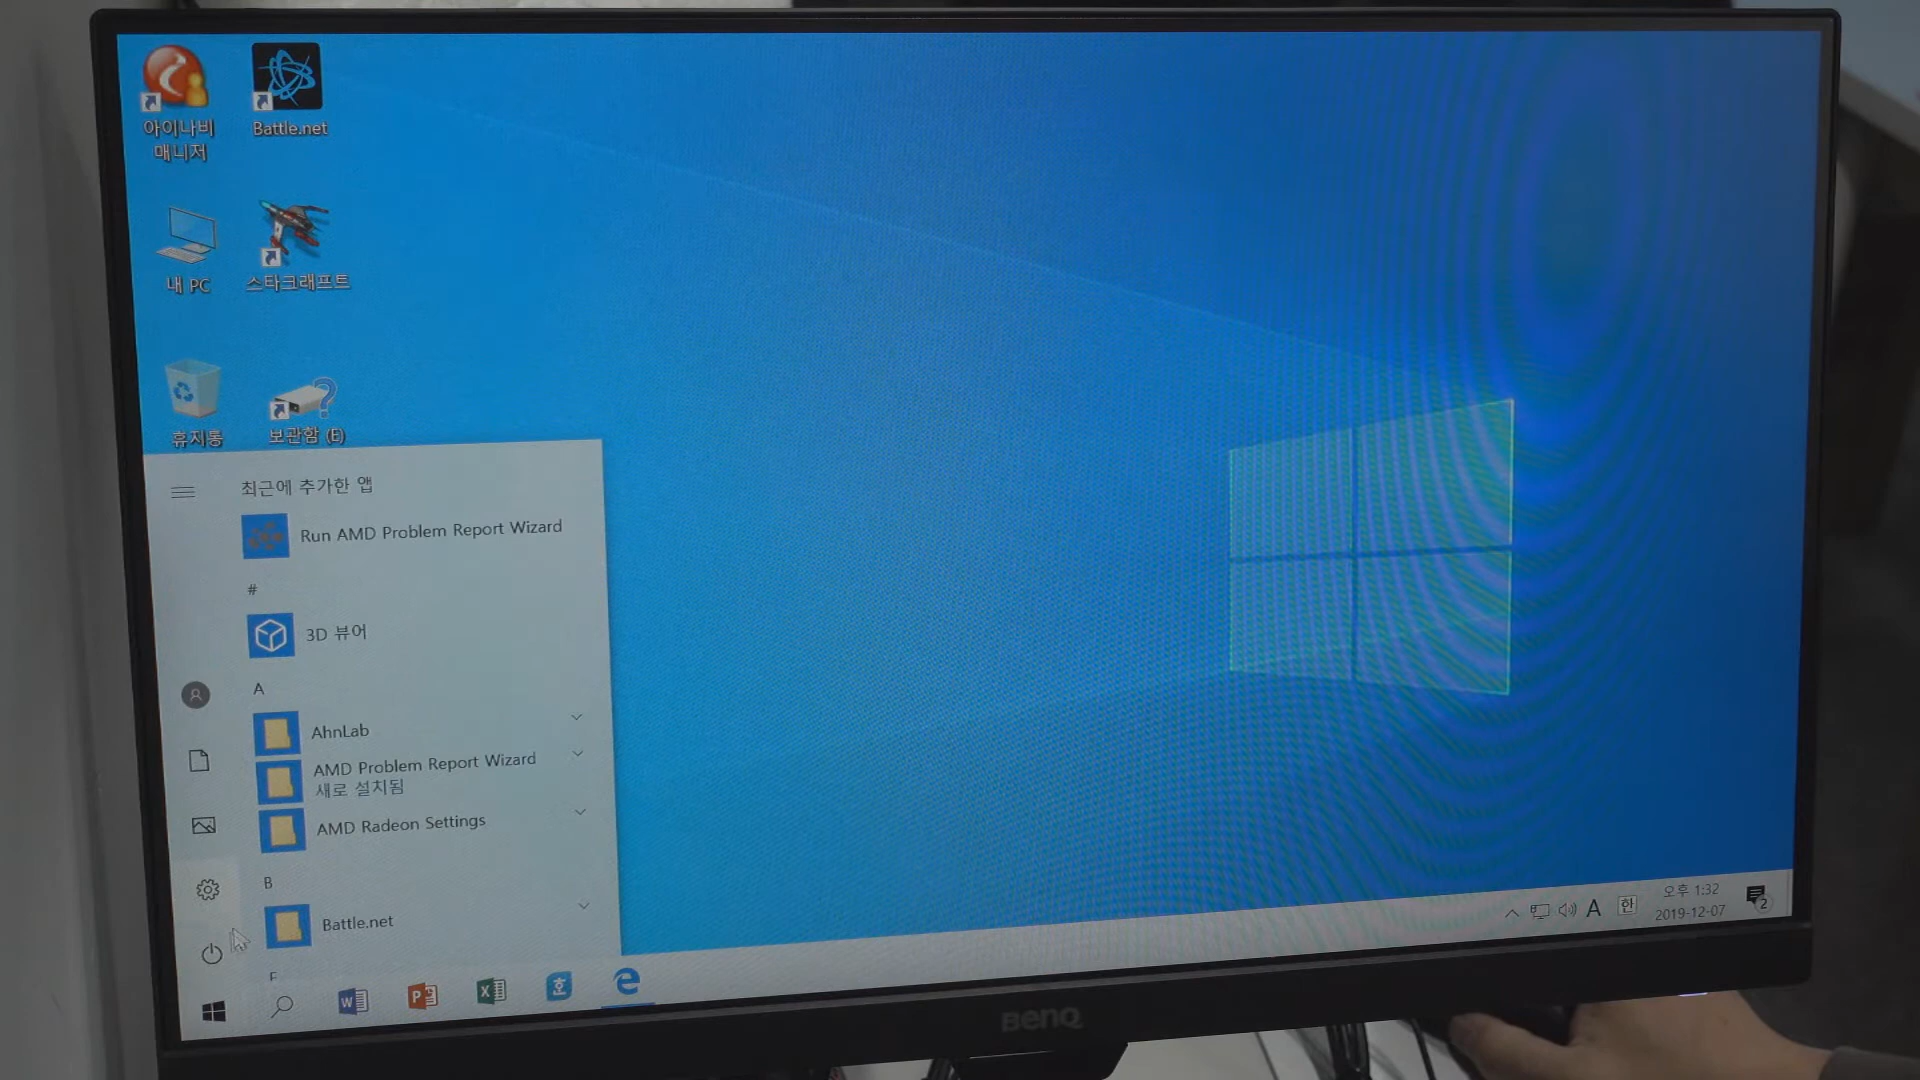 아이나비
매니저
Battle.net
내 PC
스타크래프트
휴지통
보관함 (E)
최근에 추가한 앱
Run AMD Problem Report Wizard
#
3D 뷰어
A
AhnLab
AMD Problem Report Wizard
새로 설치됨
AMD Radeon Settings
B
Battle.net
A
한
오후 1:32
2019-12-07
2
BenQ